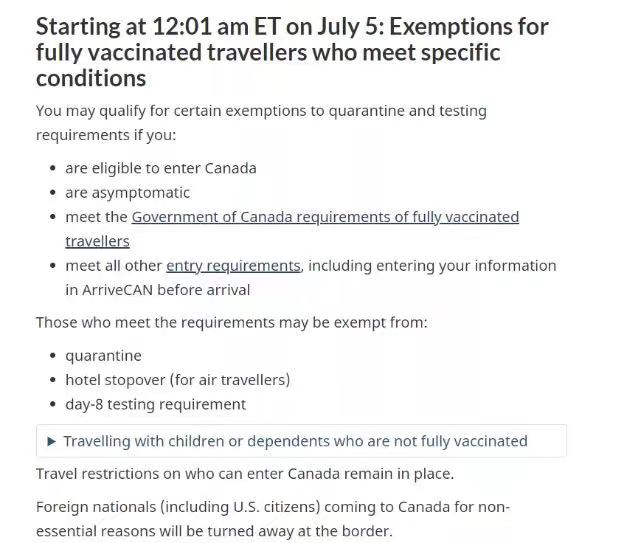 Starting at 12:01 am ET on July 5: Exemptions for
fully vaccinated travellers who meet specific
conditions
You may qualify for certain exemptions to quarantine and testing
requirements if you:
• are eligible to enter Canada
• are asymptomatic
• meet the Government of Canada requirements of fully vaccinated
travellers
• meet all other entry requirements, including entering your information
in ArriveCAN before arrival
Those who meet the requirements may be exempt from:
• quarantine
• hotel stopover (for air travellers)
• day-8 testing requirement
▶ Travelling with children or dependents who are not fully vaccinated
Travel restrictions on who can enter Canada remain in place.
Foreign nationals (including U.S. citizens) coming to Canada for non-
essential reasons will be turned away at the border.